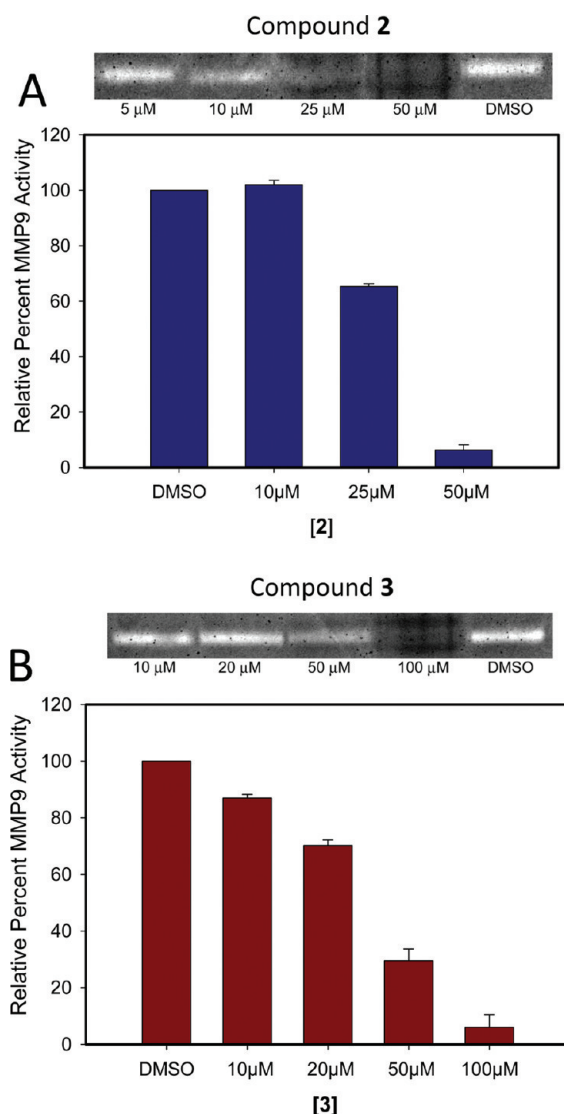 Compound 2
A
5 μM 10 μM 25 μM 50 μM DMSO
Relative Percent MMP9 Activity
120
100
80
60
40
20
0
DMSO 10μM 25μM 50μM
[2]
Compound 3
B
10 μM 20 μM 50 μM 100 μM DMSO
Relative Percent MMP9 Activity
120
100
80
60
40
20
0
DMSO 10μM 20μM 50μM 100μM
[3]